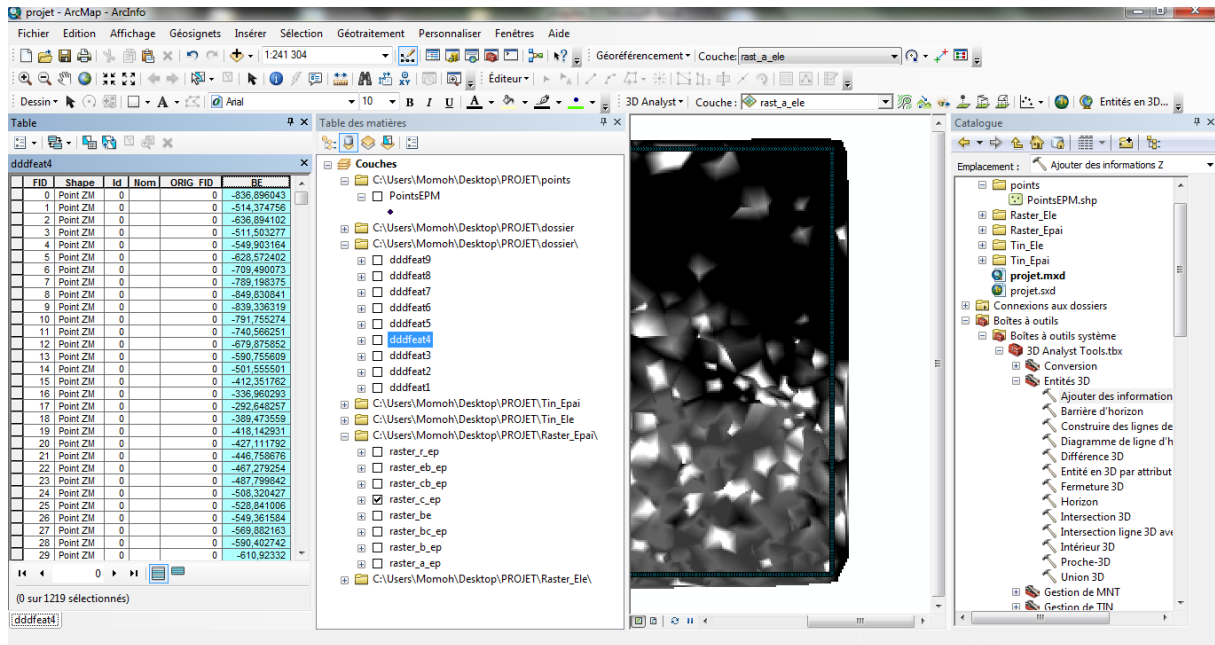 projet - ArcMap - ArcInfo
Fichier Edition Affichage Géosignets Insérer Sélection Géotraitement Personnaliser Fenêtres Aide
1:241 304 Géoréférencement Couche: rast_a_ele
Éditeur
Dessin A Arial 10 B I U A 3D Analyst Couche : rast_a_ele Entités en 3D...
Table
dddfeat4
FID Shape Id Nom ORIG_FID BE
0 Point ZM 0 0 -836,896043
1 Point ZM 0 0 -514,374756
2 Point ZM 0 0 -636,894102
3 Point ZM 0 0 -511,503277
4 Point ZM 0 0 -549,903164
5 Point ZM 0 0 -628,572402
6 Point ZM 0 0 -709,490073
7 Point ZM 0 0 -789,198375
8 Point ZM 0 0 -849,830841
9 Point ZM 0 0 -839,336319
10 Point ZM 0 0 -791,755274
11 Point ZM 0 0 -740,566251
12 Point ZM 0 0 -679,875852
13 Point ZM 0 0 -590,755609
14 Point ZM 0 0 -501,555501
15 Point ZM 0 0 -412,351762
16 Point ZM 0 0 -336,960293
17 Point ZM 0 0 -292,648257
18 Point ZM 0 0 -389,473559
19 Point ZM 0 0 -418,142931
20 Point ZM 0 0 -427,111792
21 Point ZM 0 0 -446,758676
22 Point ZM 0 0 -467,279254
23 Point ZM 0 0 -487,799842
24 Point ZM 0 0 -508,320427
25 Point ZM 0 0 -528,841006
26 Point ZM 0 0 -549,361584
27 Point ZM 0 0 -569,882163
28 Point ZM 0 0 -590,402742
29 Point ZM 0 0 -610,92332
0
(0 sur 1219 sélectionnés)
dddfeat4
Table des matières
Couches
C:\Users\Momoh\Desktop\PROJET\points
PointsEPM
C:\Users\Momoh\Desktop\PROJET\dossier
C:\Users\Momoh\Desktop\PROJET\dossier\
dddfeat9
dddfeat8
dddfeat7
dddfeat6
dddfeat5
dddfeat4
dddfeat3
dddfeat2
dddfeat1
C:\Users\Momoh\Desktop\PROJET\Tin_Epai
C:\Users\Momoh\Desktop\PROJET\Tin_Ele
C:\Users\Momoh\Desktop\PROJET\Raster_Epai\
raster_r_ep
raster_eb_ep
raster_cb_ep
raster_c_ep
raster_be
raster_bc_ep
raster_b_ep
raster_a_ep
C:\Users\Momoh\Desktop\PROJET\Raster_Ele\
Catalogue
Emplacement : Ajouter des informations Z
points
PointsEPM.shp
Raster_Ele
Raster_Epai
Tin_Ele
Tin_Epai
projet.mxd
projet.sxd
Connexions aux dossiers
Boîtes à outils
Boîtes à outils système
3D Analyst Tools.tbx
Conversion
Entités 3D
Ajouter des information
Barrière d'horizon
Construire des lignes de
Diagramme de ligne d'h
Différence 3D
Entité en 3D par attribut
Fermeture 3D
Horizon
Intersection 3D
Intersection ligne 3D ave
Intérieur 3D
Proche-3D
Union 3D
Gestion de MNT
Gestion de TIN